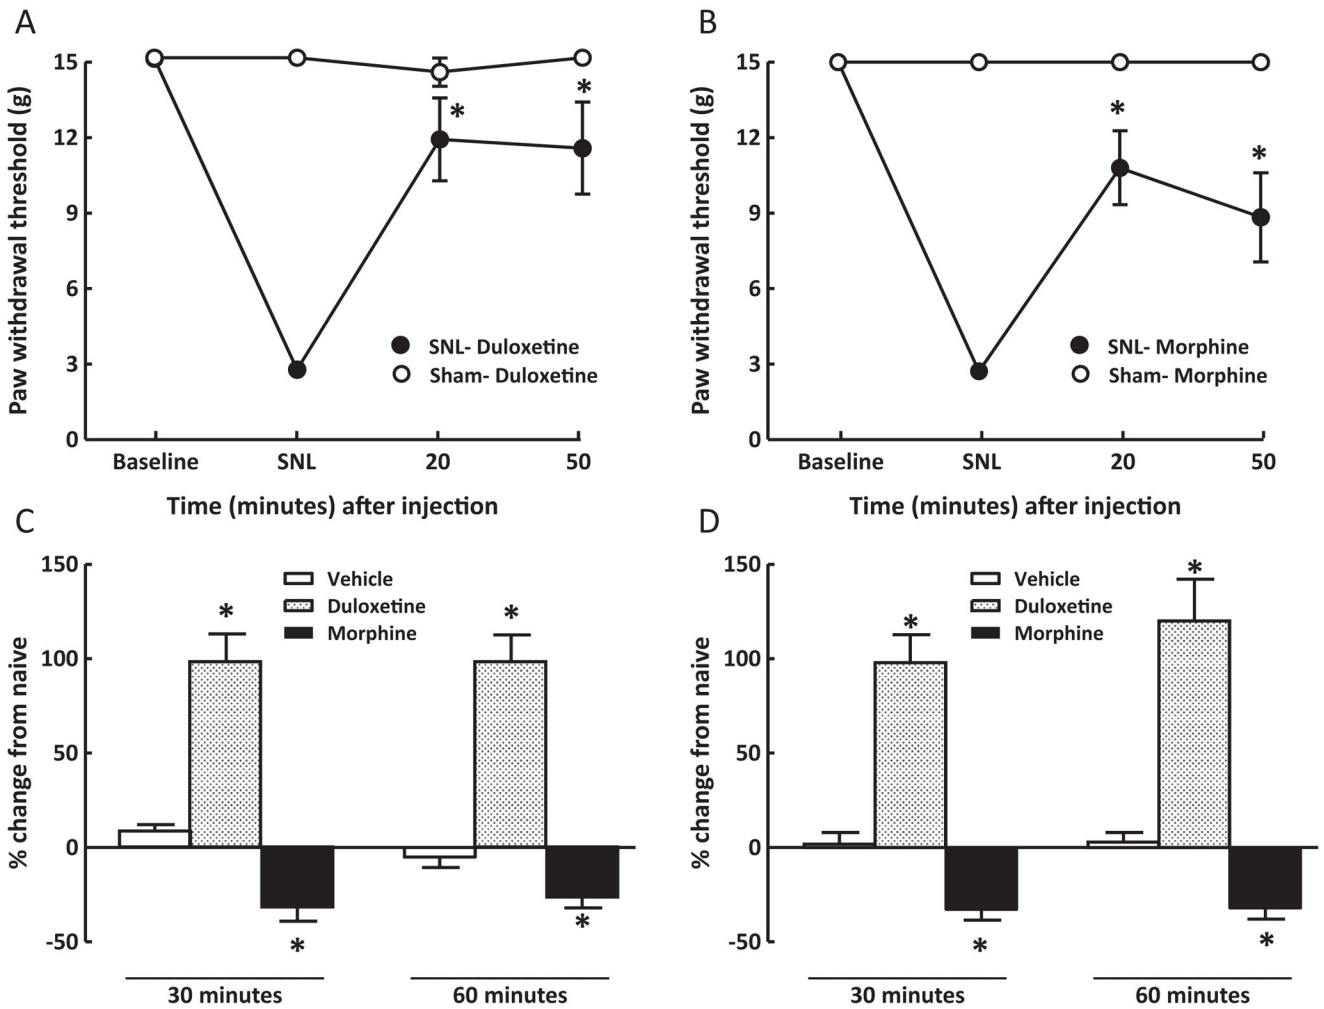 A
Paw withdrawal threshold (g)
15
12
9
6
3
0
*
*
SNL- Duloxetine
Sham- Duloxetine
Baseline SNL 20 50
Time (minutes) after injection
B
Paw withdrawal threshold (g)
15
12
9
6
3
0
*
*
SNL- Morphine
Sham- Morphine
Baseline SNL 20 50
Time (minutes) after injection
C
% change from naive
150
100
50
0
-50
Vehicle
Duloxetine
Morphine
*
*
*
*
30 minutes 60 minutes
D
% change from naive
150
100
50
0
-50
Vehicle
Duloxetine
Morphine
*
*
*
*
30 minutes 60 minutes